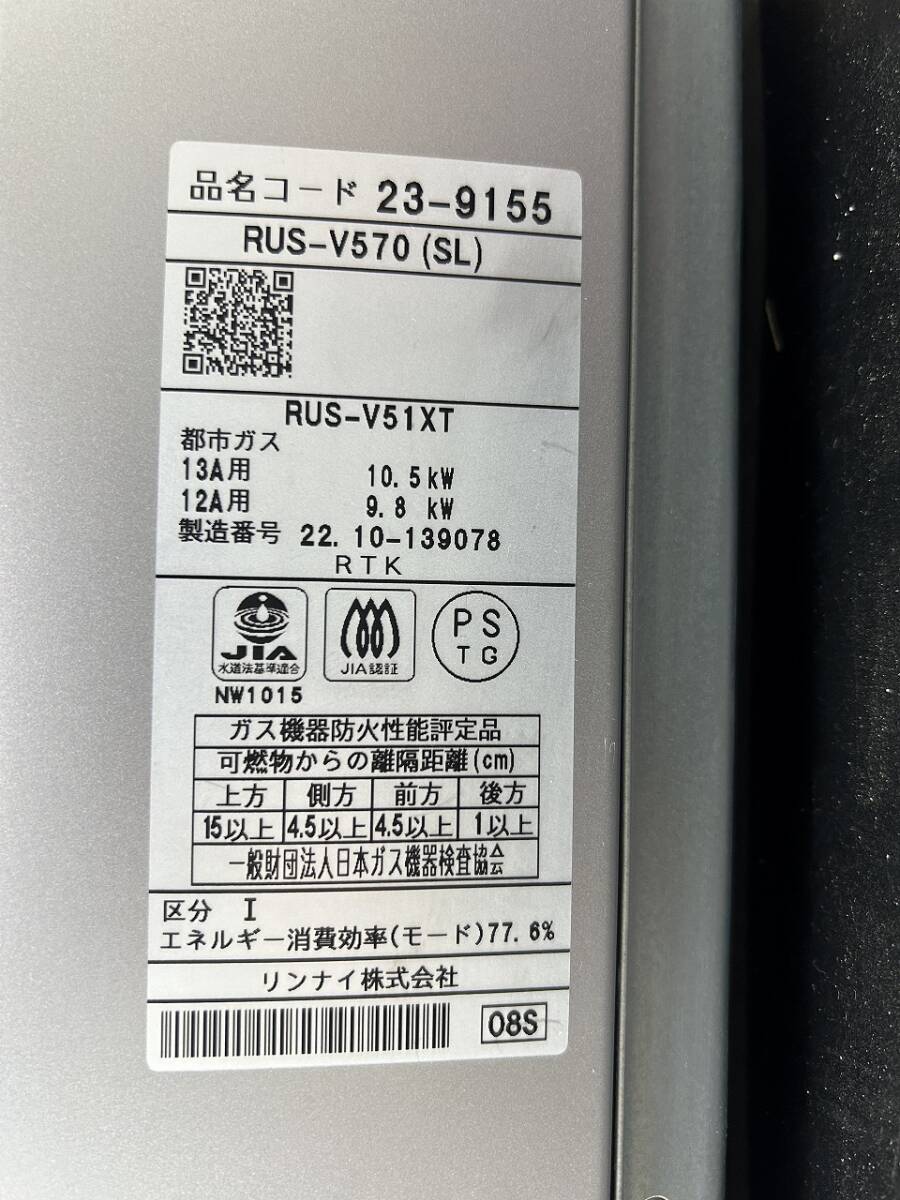 品名コード 23-9155
RUS-V570 (SL)
RUS-V51XT
都市ガス
13A用 10.5kW
12A用 9.8 kW
製造番号 22.10-139078
RTK
JIA
水道法基準適合
NW1015
JIA認証
PS
TG
ガス機器防火性能評定品
可燃物からの離隔距離(cm)
上方 側方 前方 後方
15以上 4.5以上 4.5以上 1以上
一般財団法人日本ガス機器検査協会
区分 I
エネルギー消費効率(モード)77.6%
リンナイ株式会社
08S